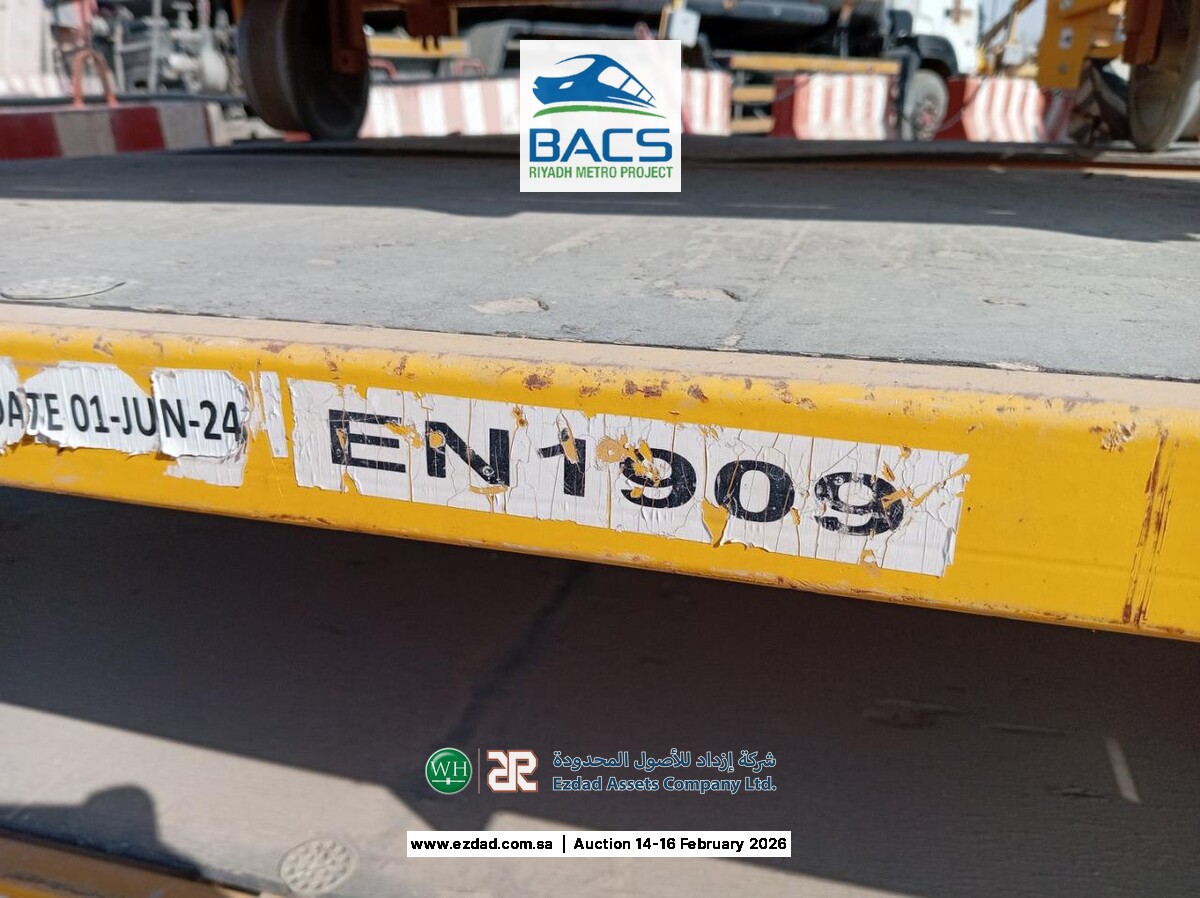 BACS
RIYADH METRO PROJECT
DATE 01-JUN-24
EN1909
WH
شركة إزداد للأصول المحدودة
Ezdad Assets Company Ltd.
www.ezdad.com.sa | Auction 14-16 February 2026